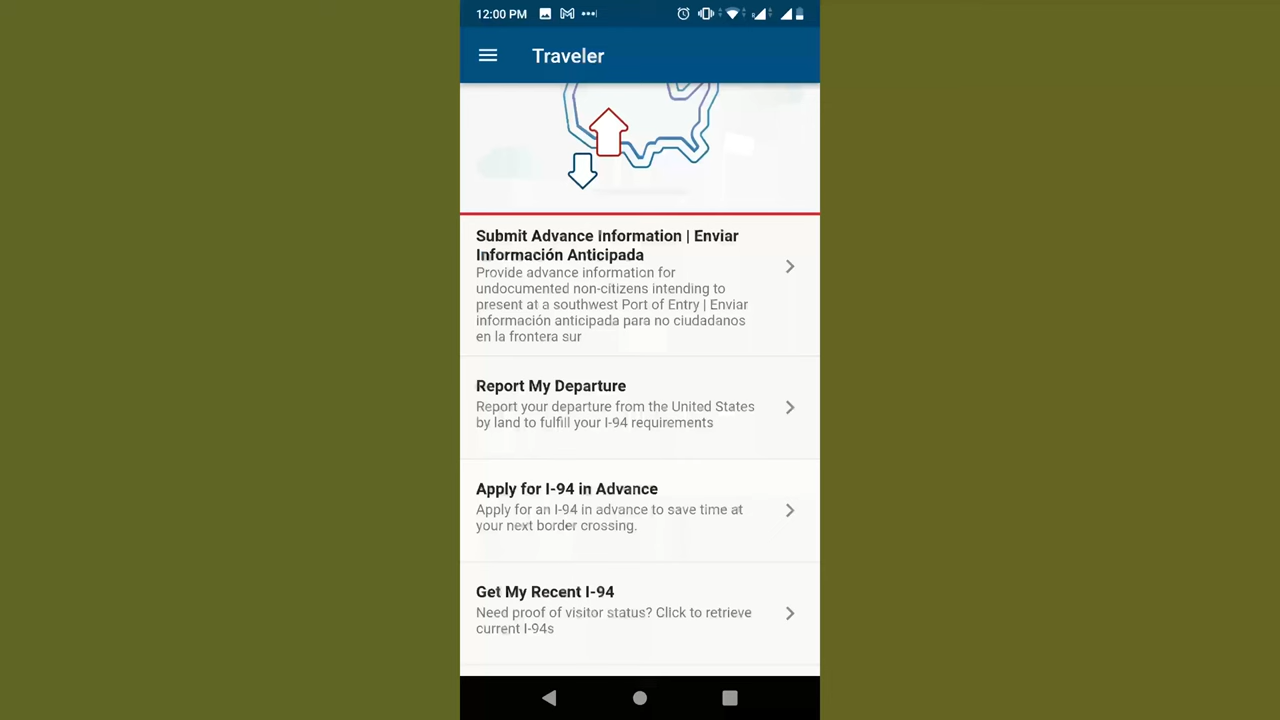 12:00 PM
Traveler
Submit Advance Information | Enviar
Información Anticipada
Provide advance information for
undocumented non-citizens intending to
present at a southwest Port of Entry | Enviar
información anticipada para no ciudadanos
en la frontera sur
Report My Departure
Report your departure from the United States
by land to fulfill your I-94 requirements
Apply for I-94 in Advance
Apply for an I-94 in advance to save time at
your next border crossing.
Get My Recent I-94
Need proof of visitor status? Click to retrieve
current I-94s